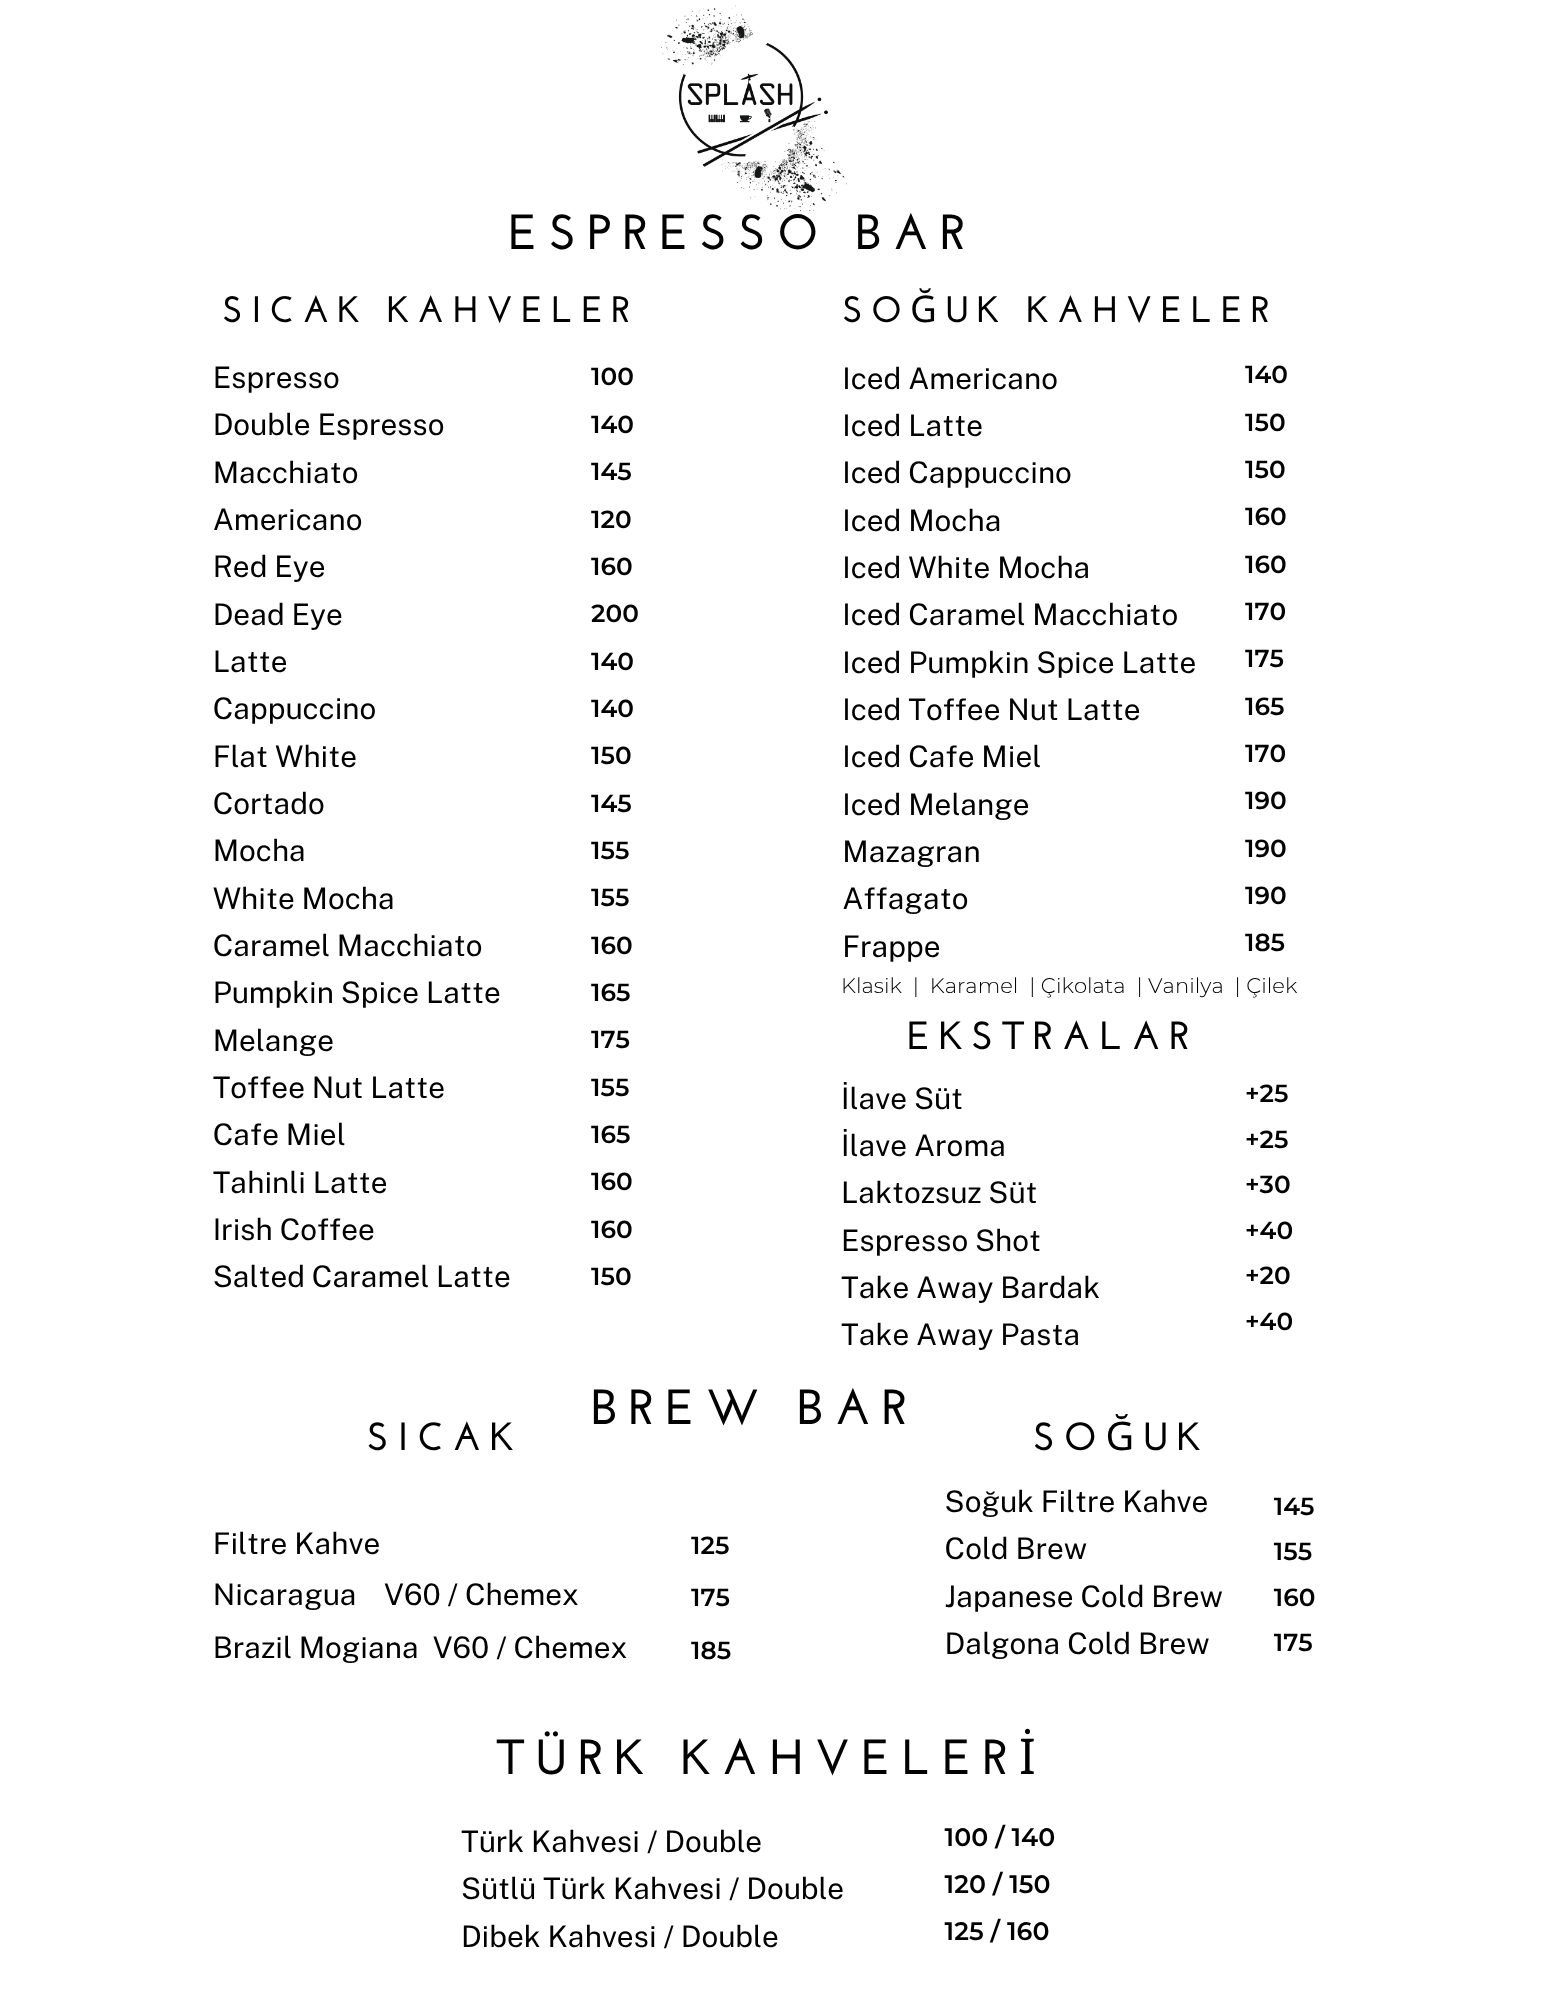 SPLASH
ESPRESSO BAR
SICAK KAHVELER
Espresso 100
Double Espresso 140
Macchiato 145
Americano 120
Red Eye 160
Dead Eye 200
Latte 140
Cappuccino 140
Flat White 150
Cortado 145
Mocha 155
White Mocha 155
Caramel Macchiato 160
Pumpkin Spice Latte 165
Melange 175
Toffee Nut Latte 155
Cafe Miel 165
Tahinli Latte 160
Irish Coffee 160
Salted Caramel Latte 150
SOĞUK KAHVELER
Iced Americano 140
Iced Latte 150
Iced Cappuccino 150
Iced Mocha 160
Iced White Mocha 160
Iced Caramel Macchiato 170
Iced Pumpkin Spice Latte 175
Iced Toffee Nut Latte 165
Iced Cafe Miel 170
Iced Melange 190
Mazagran 190
Affagato 190
Frappe 185
Klasik | Karamel | Çikolata | Vanilya | Çilek
EKSTRALAR
İlave Süt +25
İlave Aroma +25
Laktozsuz Süt +30
Espresso Shot +40
Take Away Bardak +20
Take Away Pasta +40
BREW BAR
SICAK
Filtre Kahve 125
Nicaragua V60 / Chemex 175
Brazil Mogiana V60 / Chemex 185
SOĞUK
Soğuk Filtre Kahve 145
Cold Brew 155
Japanese Cold Brew 160
Dalgona Cold Brew 175
TÜRK KAHVELERİ
Türk Kahvesi / Double 100 / 140
Sütlü Türk Kahvesi / Double 120 / 150
Dibek Kahvesi / Double 125 / 160